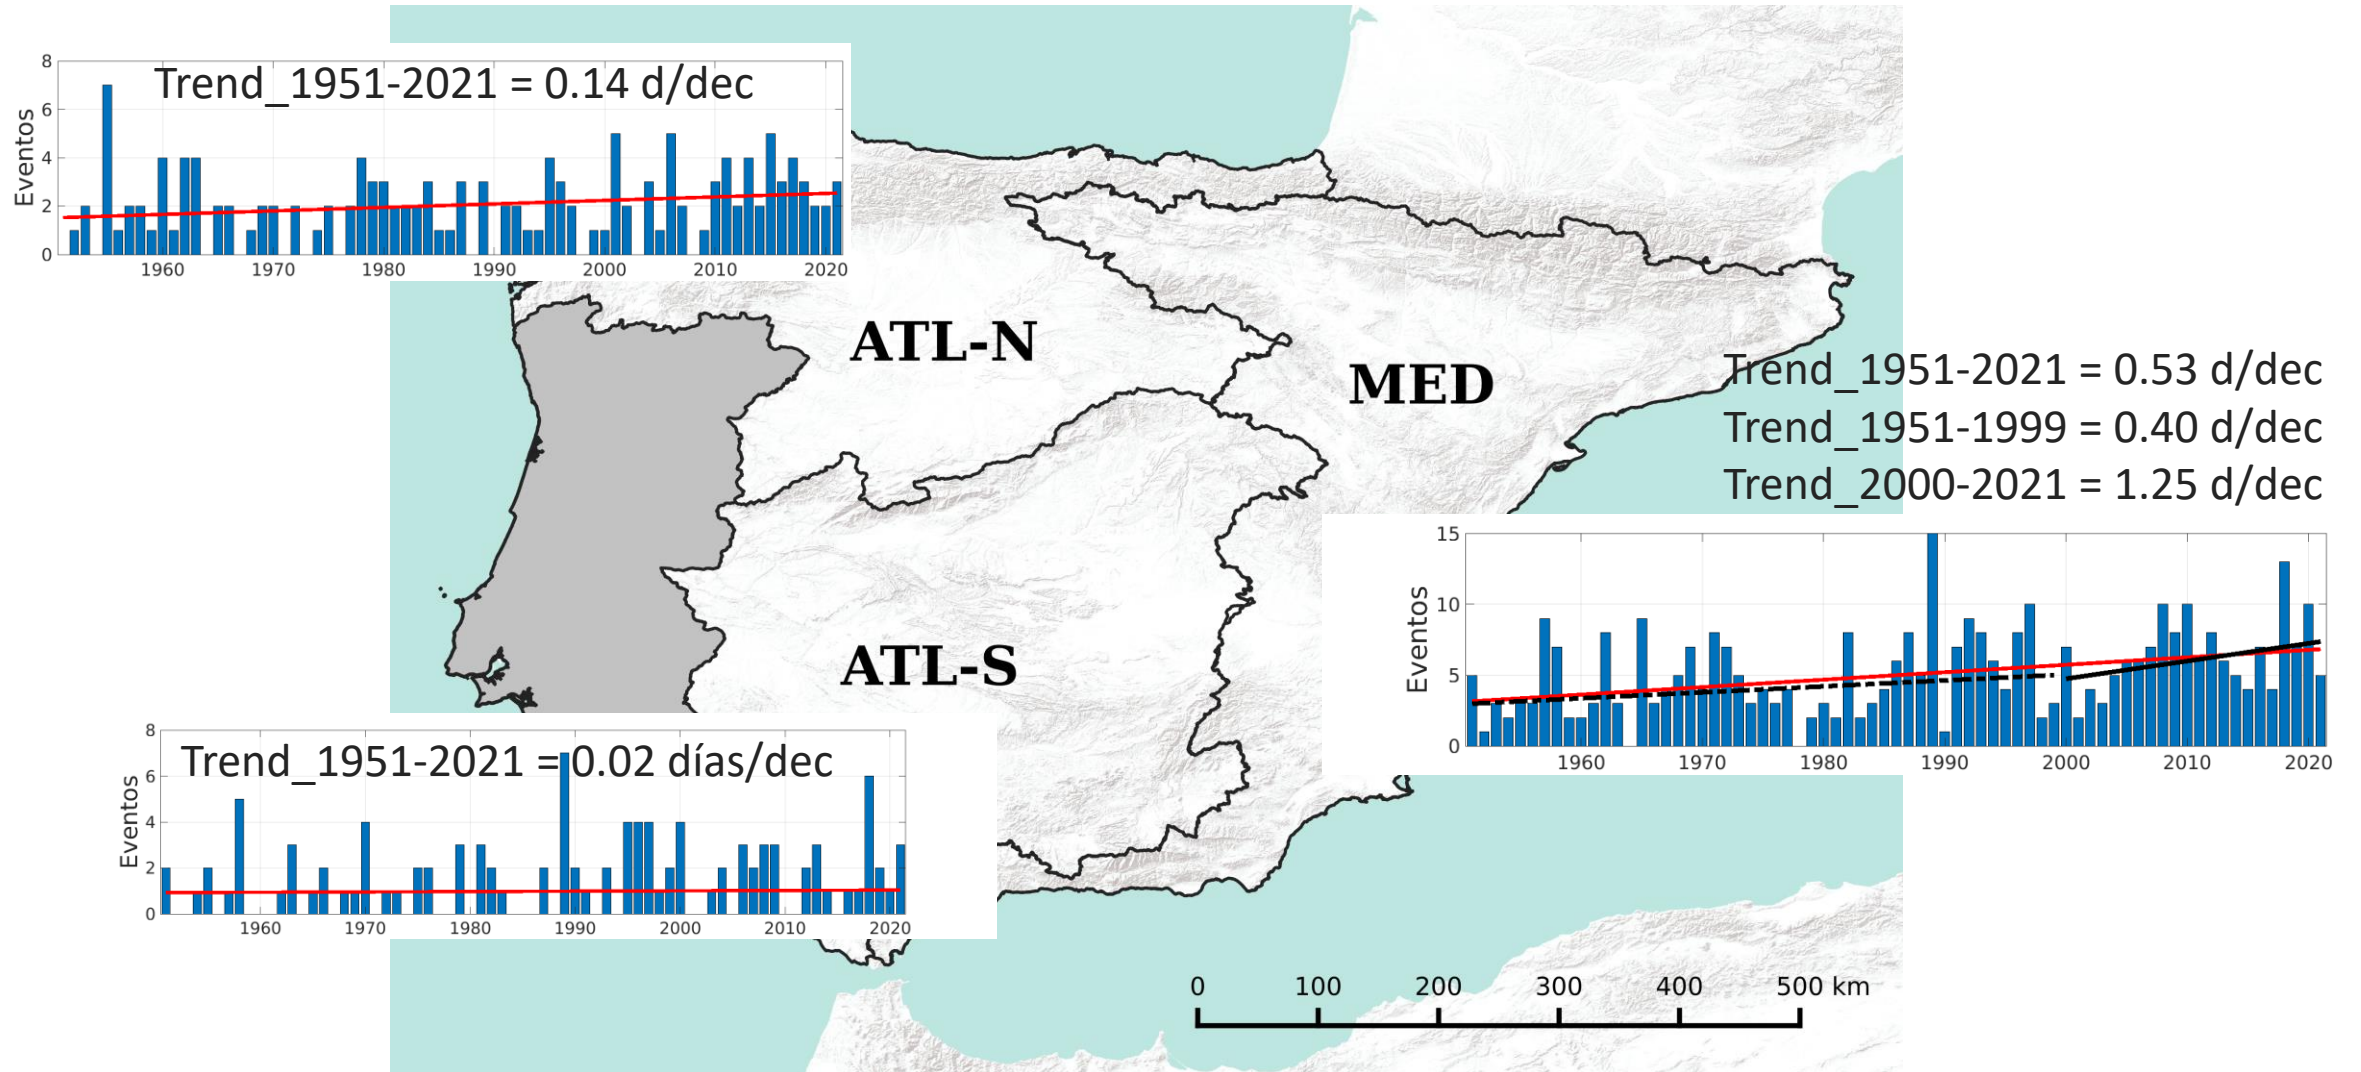 Trend_1951-2021 = 0.14 d/dec
Eventos
8
6
4
2
0
1960 1970 1980 1990 2000 2010 2020
ATL-N
MED
Trend_1951-2021 = 0.53 d/dec
Trend_1951-1999 = 0.40 d/dec
Trend_2000-2021 = 1.25 d/dec
Eventos
15
10
5
0
1960 1970 1980 1990 2000 2010 2020
ATL-S
Trend_1951-2021 = 0.02 días/dec
Eventos
8
6
4
2
0
1960 1970 1980 1990 2000 2010 2020
0 100 200 300 400 500 km